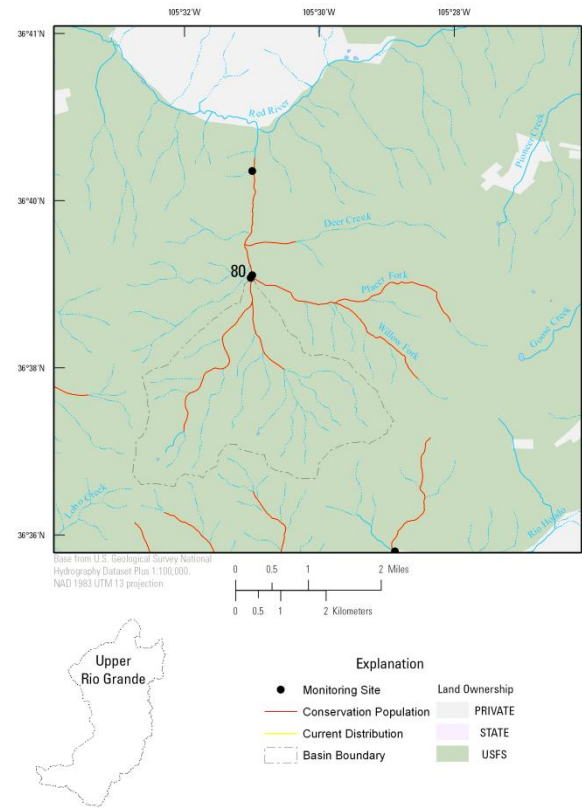 105°32'W 105°30'W 105°28'W
36°41'N
Red River
Pioneer Creek
36°40'N
Deer Creek
80
Placer Fork
Goose Creek
Willow Fork
36°38'N
Lobo Creek
Rio Hondo
36°36'N
Base from U.S. Geological Survey National
Hydrography Dataset Plus 1:100,000.
NAD 1983 UTM 13 projection.
0 0.5 1 2 Miles
0 0.5 1 2 Kilometers
Upper
Rio Grande
Explanation
Monitoring Site
Conservation Population
Current Distribution
Basin Boundary
Land Ownership
PRIVATE
STATE
USFS